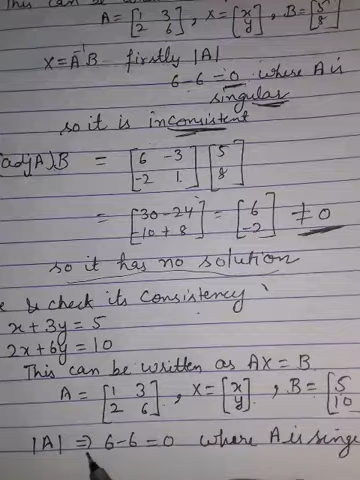 This can be
A = [1 3 2 6], X = [x y], B = [5 8]
X = A⁻¹B firstly |A|
6-6=0 where A is
singular
so it is inconsistent
(adj A)B = [6 -3 -2 1] [5 8]
= [30-24 -10+8] = [6 -2] ≠ 0
so it has no solution
& check its consistency
x + 3y = 5
2x + 6y = 10
This can be written as AX = B
A = [1 3 2 6], X = [x y], B = [5 10
|A| ⇒ 6-6=0 where A is singu